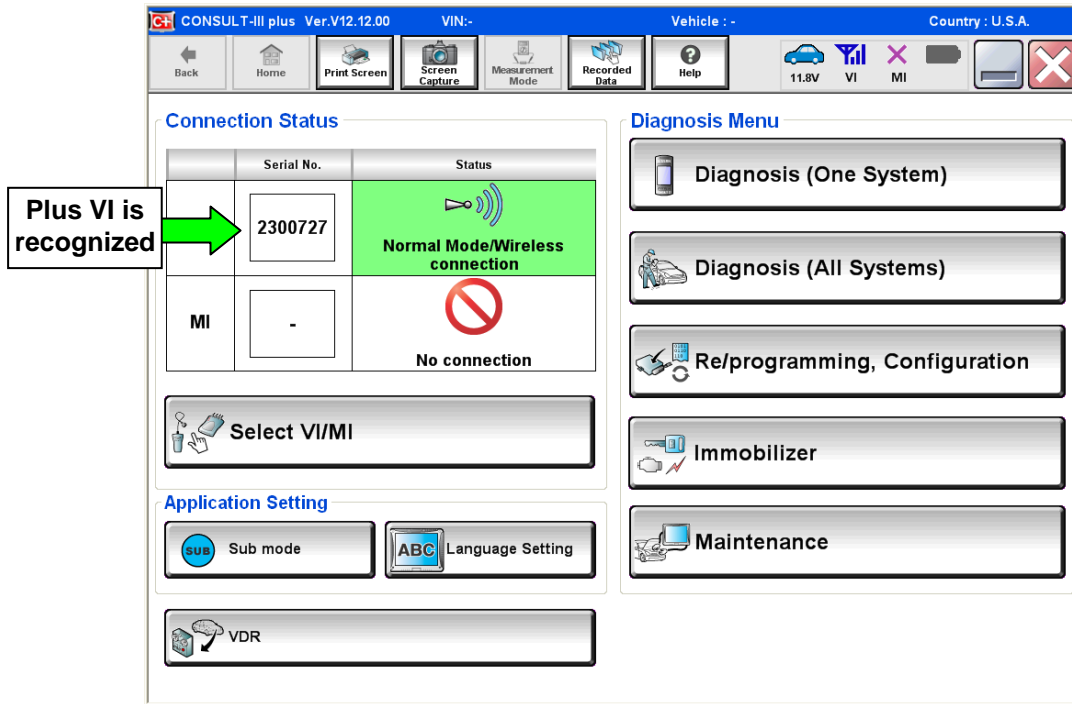 C+ CONSULT-III plus Ver.V12.12.00 VIN:- Vehicle : - Country : U.S.A.
Back
Home
Print Screen
Screen
Capture
Measurement
Mode
Recorded
Data
?
Help
11.8V
VI
MI
Connection Status
Serial No.
Status
Plus VI is
recognized
2300727
Normal Mode/Wireless
connection
MI
-
No connection
Select VI/MI
Application Setting
SUB
Sub mode
ABC
Language Setting
VDR
Diagnosis Menu
Diagnosis (One System)
Diagnosis (All Systems)
Re/programming, Configuration
Immobilizer
Maintenance